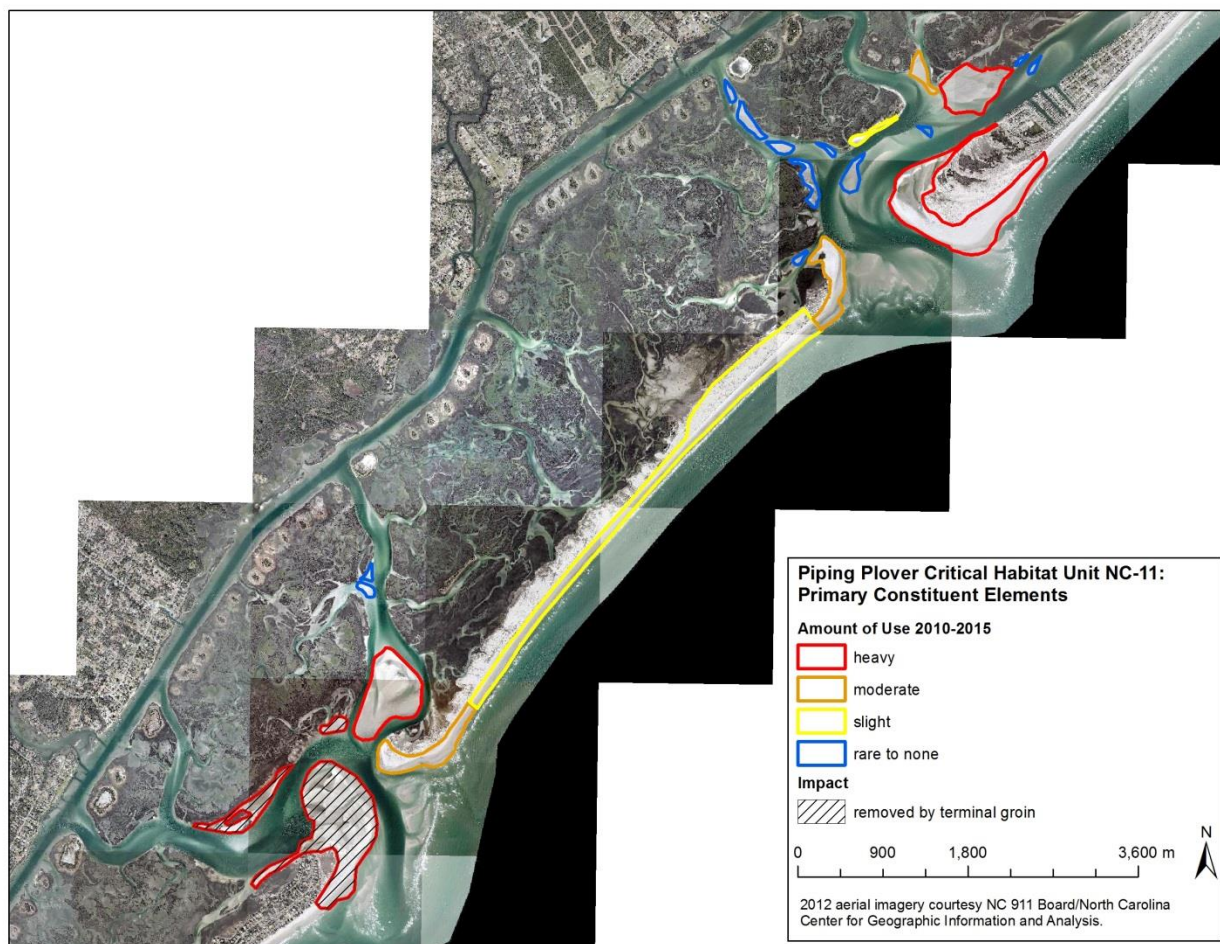 Piping Plover Critical Habitat Unit NC-11:
Primary Constituent Elements
Amount of Use 2010-2015
heavy
moderate
slight
rare to none
Impact
removed by terminal groin
N
0 900 1,800 3,600 m
2012 aerial imagery courtesy NC 911 Board/North Carolina
Center for Geographic Information and Analysis.